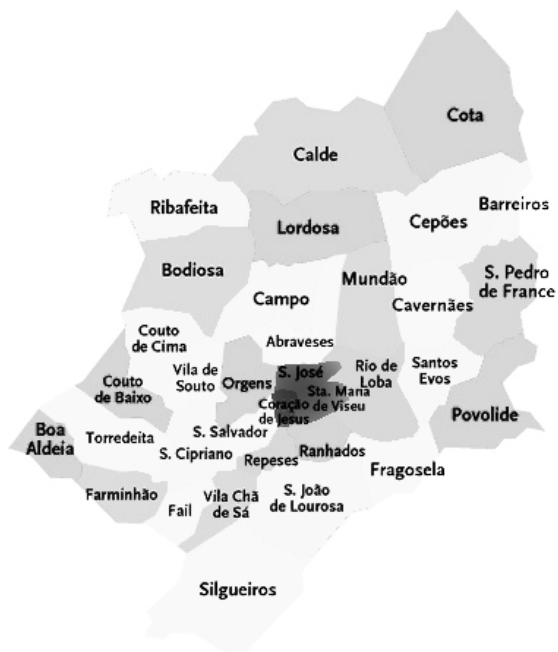 Cota
Calde
Ribafeita
Lordosa
Cepões
Barreiros
Bodiosa
Mundão
S. Pedro
de France
Campo
Cavernães
Couto
de Cima
Abraveses
Vila de
Souto
Orgens
S. José
Rio de
Loba
Santos
Evos
Couto
de Baixo
Sta. Maria
de Viseu
Coração
de Jesus
Povolide
Boa
Aldeia
Torredeita
S. Salvador
S. Cipriano
Repeses
Ranhados
Fragosela
Farminhão
Fail
Vila Chã
de Sá
S. João
de Lourosa
Silgueiros